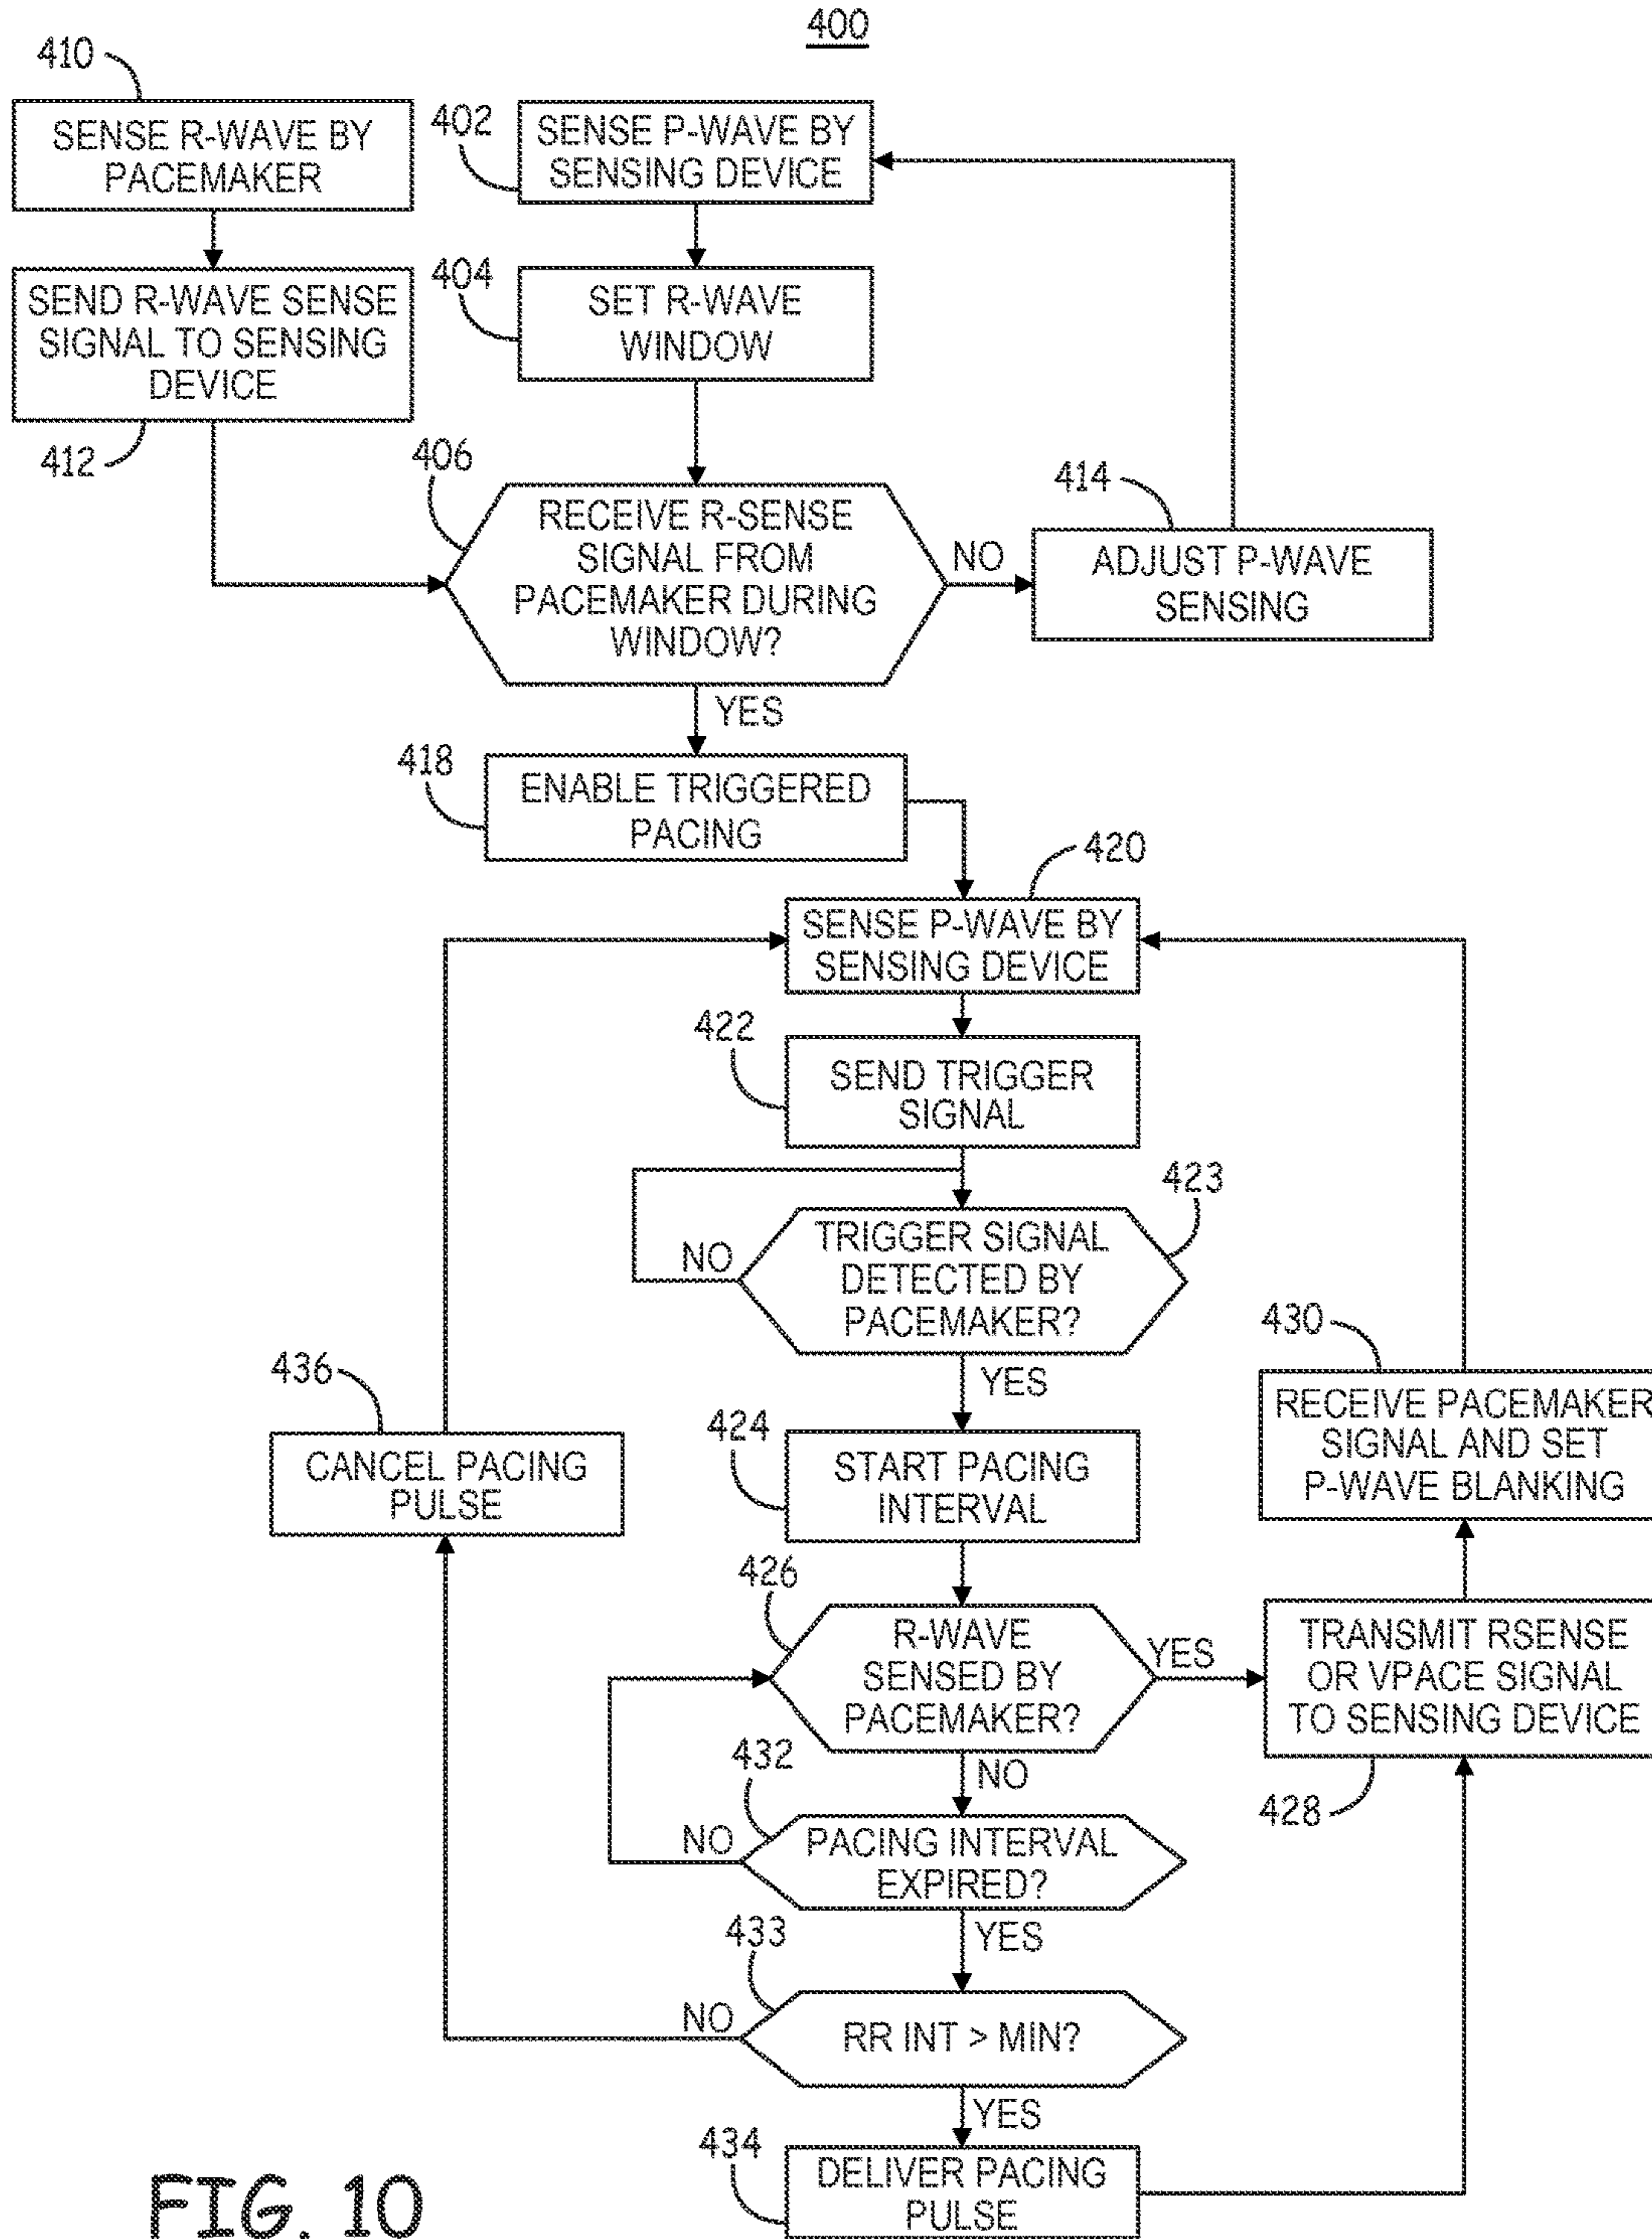 400
410
SENSE R-WAVE BY
PACEMAKER
402
SENSE P-WAVE BY
SENSING DEVICE
SEND R-WAVE SENSE
SIGNAL TO SENSING
DEVICE
412
404
SET R-WAVE
WINDOW
406
RECEIVE R-SENSE
SIGNAL FROM
PACEMAKER DURING
WINDOW?
NO
414
ADJUST P-WAVE
SENSING
YES
418
ENABLE TRIGGERED
PACING
420
SENSE P-WAVE BY
SENSING DEVICE
422
SEND TRIGGER
SIGNAL
423
TRIGGER SIGNAL
DETECTED BY
PACEMAKER?
NO
YES
424
START PACING
INTERVAL
430
RECEIVE PACEMAKER
SIGNAL AND SET
P-WAVE BLANKING
436
CANCEL PACING
PULSE
426
R-WAVE
SENSED BY
PACEMAKER?
YES
TRANSMIT RSENSE
OR VPACE SIGNAL
TO SENSING DEVICE
428
NO
432
PACING INTERVAL
EXPIRED?
NO
YES
433
RR INT > MIN?
NO
YES
434
DELIVER PACING
PULSE
FIG. 10